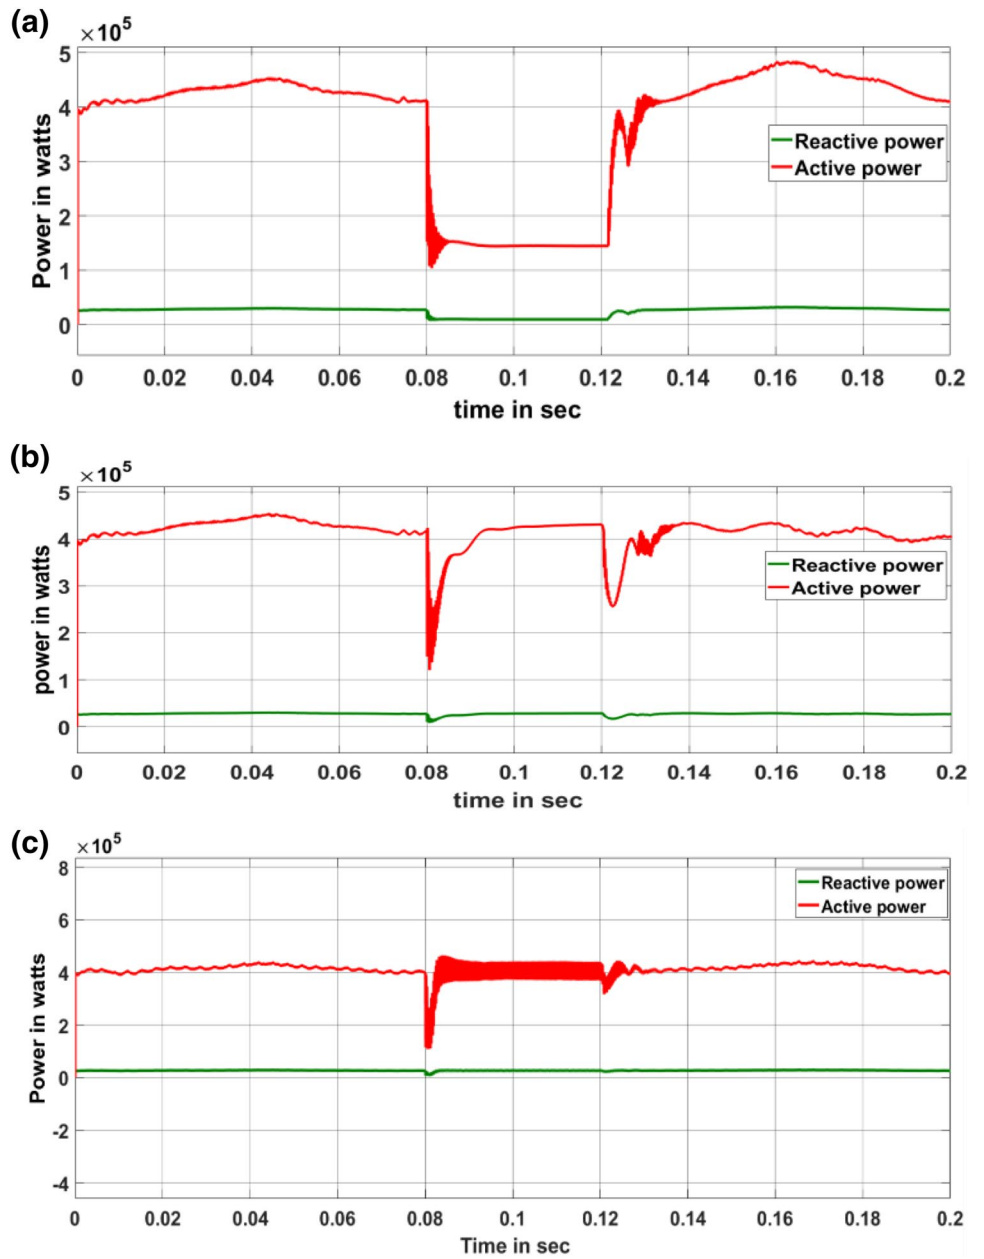 (a)
×10⁵
5
4
3
2
1
0
Power in watts
Reactive power
Active power
0 0.02 0.04 0.06 0.08 0.1 0.12 0.14 0.16 0.18 0.2
time in sec
(b)
×10⁵
5
4
3
2
1
0
power in watts
Reactive power
Active power
0 0.02 0.04 0.06 0.08 0.1 0.12 0.14 0.16 0.18 0.2
time in sec
(c)
×10⁵
8
6
4
2
0
-2
-4
Power in watts
Reactive power
Active power
0 0.02 0.04 0.06 0.08 0.1 0.12 0.14 0.16 0.18 0.2
Time in sec